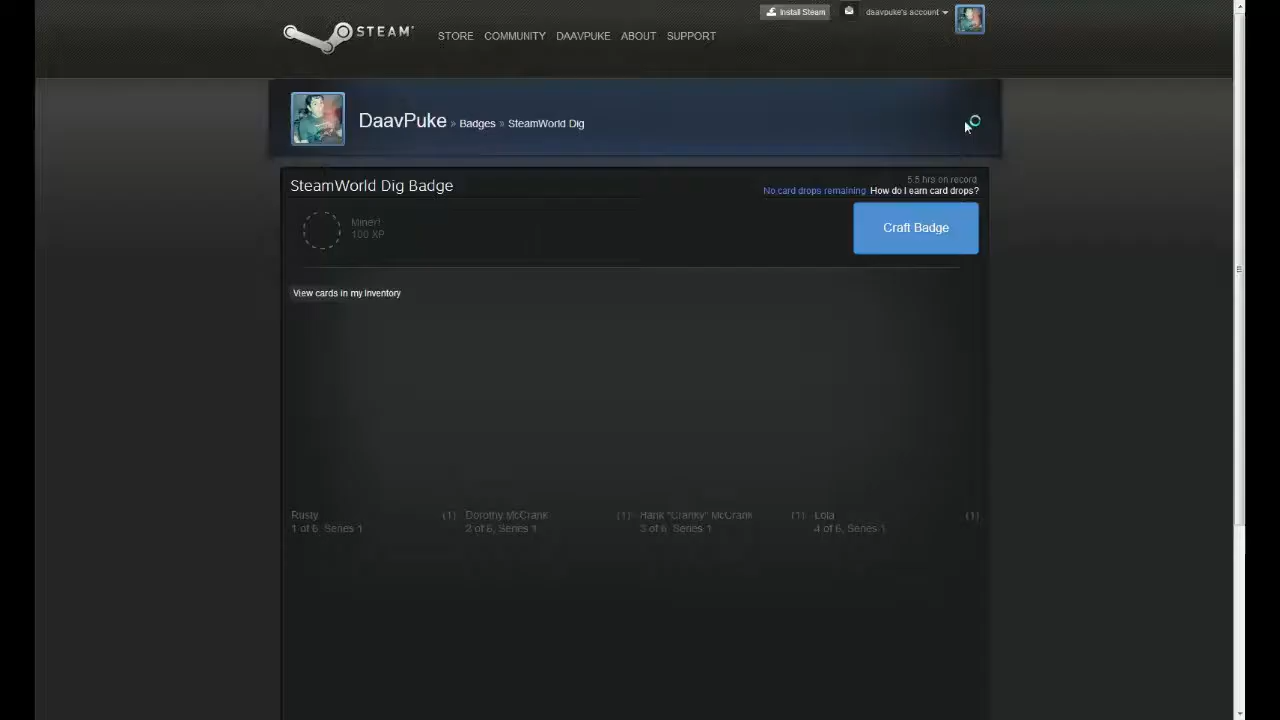 Install Steam
daavpuke's account
STEAM
STORE COMMUNITY DAAVPUKE ABOUT SUPPORT
DaavPuke » Badges » SteamWorld Dig
5.5 hrs on record
SteamWorld Dig Badge
No card drops remaining How do I earn card drops?
Miner!
100 XP
Craft Badge
View cards in my Inventory
Rusty (1)
1 of 6, Series 1
Dorothy McCrank (1)
2 of 6, Series 1
Hank "Cranky" McCrank (1)
3 of 6, Series 1
Lola (1)
4 of 6, Series 1